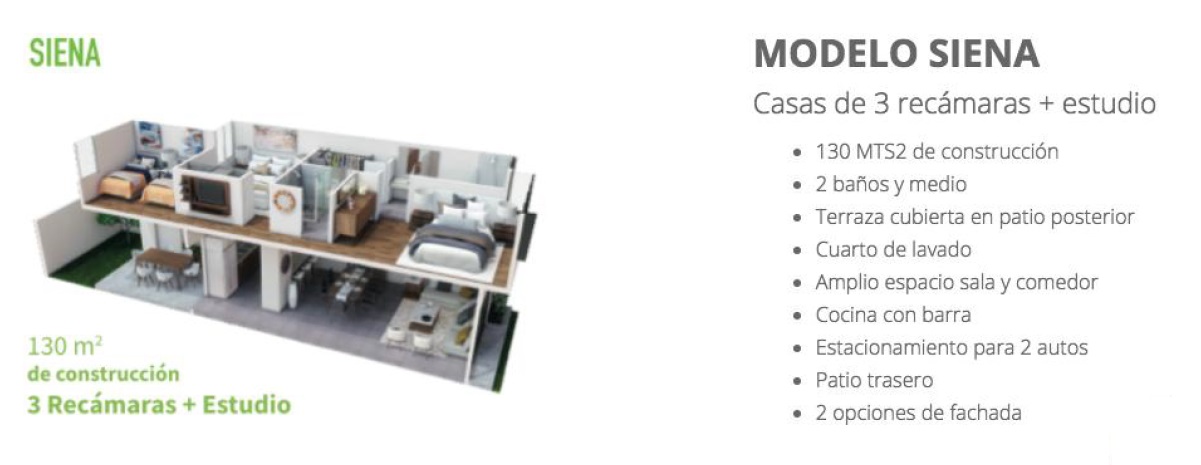 SIENA
130 m²
de construcción
3 Recámaras + Estudio
MODELO SIENA
Casas de 3 recámaras + estudio
• 130 MTS2 de construcción
• 2 baños y medio
• Terraza cubierta en patio posterior
• Cuarto de lavado
• Amplio espacio sala y comedor
• Cocina con barra
• Estacionamiento para 2 autos
• Patio trasero
• 2 opciones de fachada